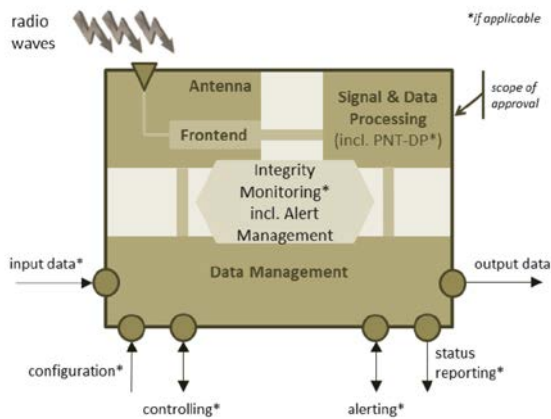 radio
waves
*if applicable
Antenna
Frontend
Signal & Data
Processing
(incl. PNT-DP*)
scope of
approval
Integrity
Monitoring*
incl. Alert
Management
Data Management
input data*
output data
configuration*
controlling*
alerting*
status
reporting*